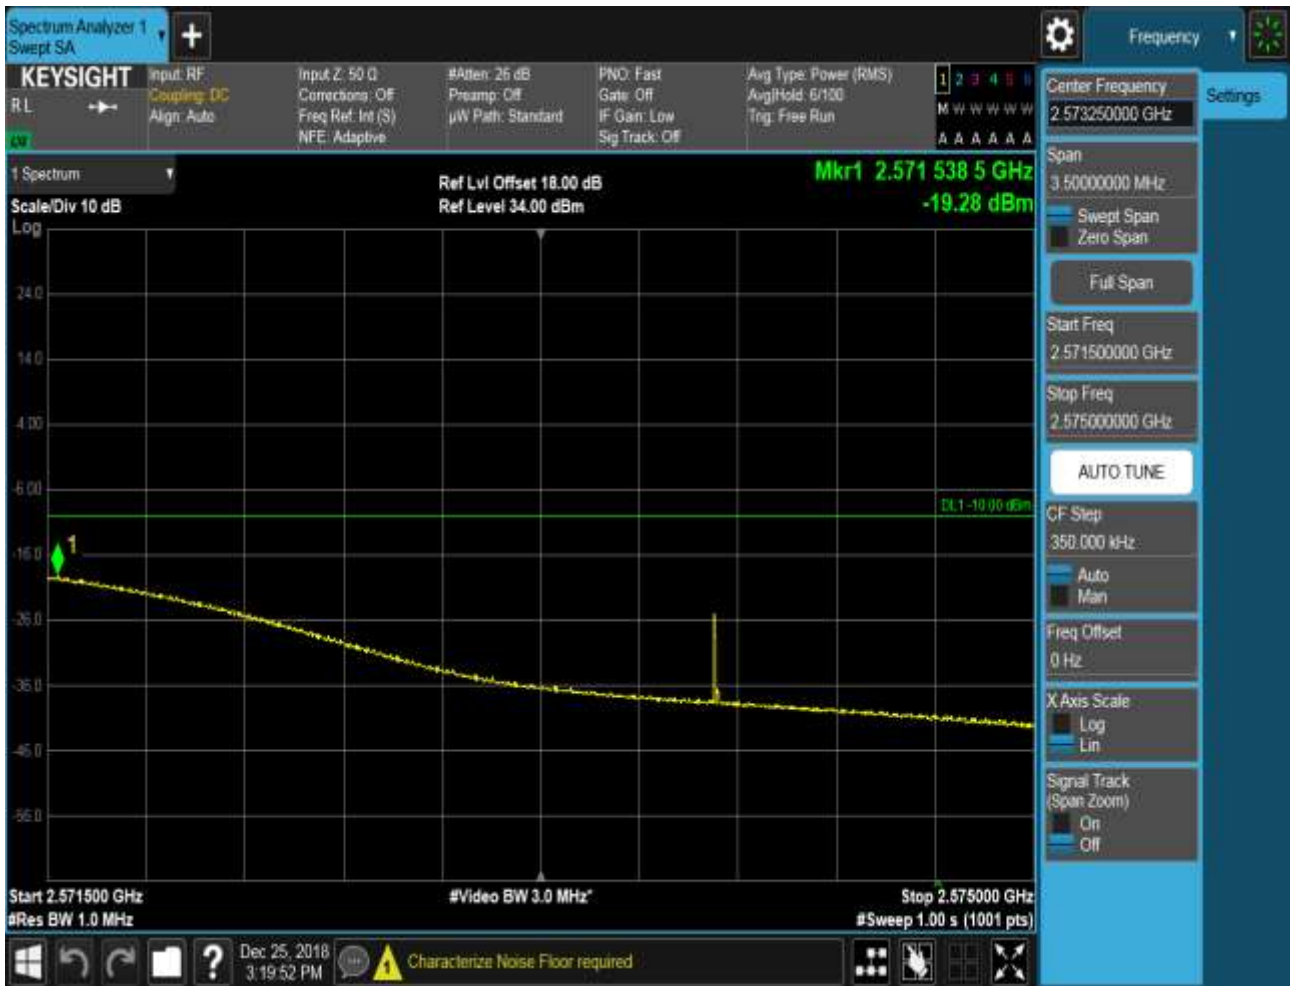 Spectrum Analyzer 1
Swept SA
Frequency
KEYSIGHT
R L
Input: RF
Coupling: DC
Align: Auto
Input Z: 50 Ω
Corrections: Off
Freq Ref: Int (S)
NFE: Adaptive
#Atten: 26 dB
Preamp: Off
µW Path: Standard
PNO: Fast
Gate: Off
IF Gain: Low
Sig Track: Off
Avg Type: Power (RMS)
Avg|Hold: 6/100
Trig: Free Run
1 2 3 4 5 6
M W W W W W
A A A A A A
1 Spectrum
Scale/Div 10 dB
Ref Lvl Offset 18.00 dB
Ref Level 34.00 dBm
Mkr1 2.571 538 5 GHz
-19.28 dBm
Log
24.0
14.0
4.00
-6.00
-16.0
-26.0
-36.0
-46.0
-56.0
DL1 -10.00 dBm
1
Start 2.571500 GHz
#Res BW 1.0 MHz
#Video BW 3.0 MHz*
Stop 2.575000 GHz
#Sweep 1.00 s (1001 pts)
Center Frequency
2.573250000 GHz
Settings
Span
3.50000000 MHz
Swept Span
Zero Span
Full Span
Start Freq
2.571500000 GHz
Stop Freq
2.575000000 GHz
AUTO TUNE
CF Step
350.000 kHz
Auto
Man
Freq Offset
0 Hz
X Axis Scale
Log
Lin
Signal Track
(Span Zoom)
On
Off
?
Dec 25, 2018
3:19:52 PM
1
Characterize Noise Floor required